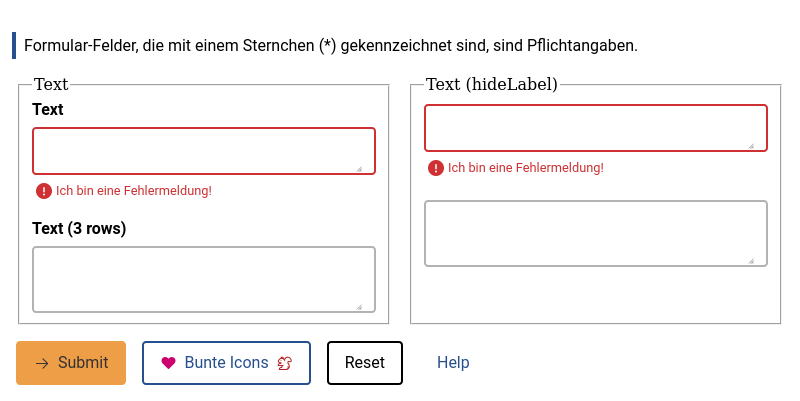 Formular-Felder, die mit einem Sternchen (*) gekennzeichnet sind, sind Pflichtangaben.
Text
Text
Ich bin eine Fehlermeldung!
Text (3 rows)
Text (hideLabel)
Ich bin eine Fehlermeldung!
Submit
Bunte Icons
Reset
Help